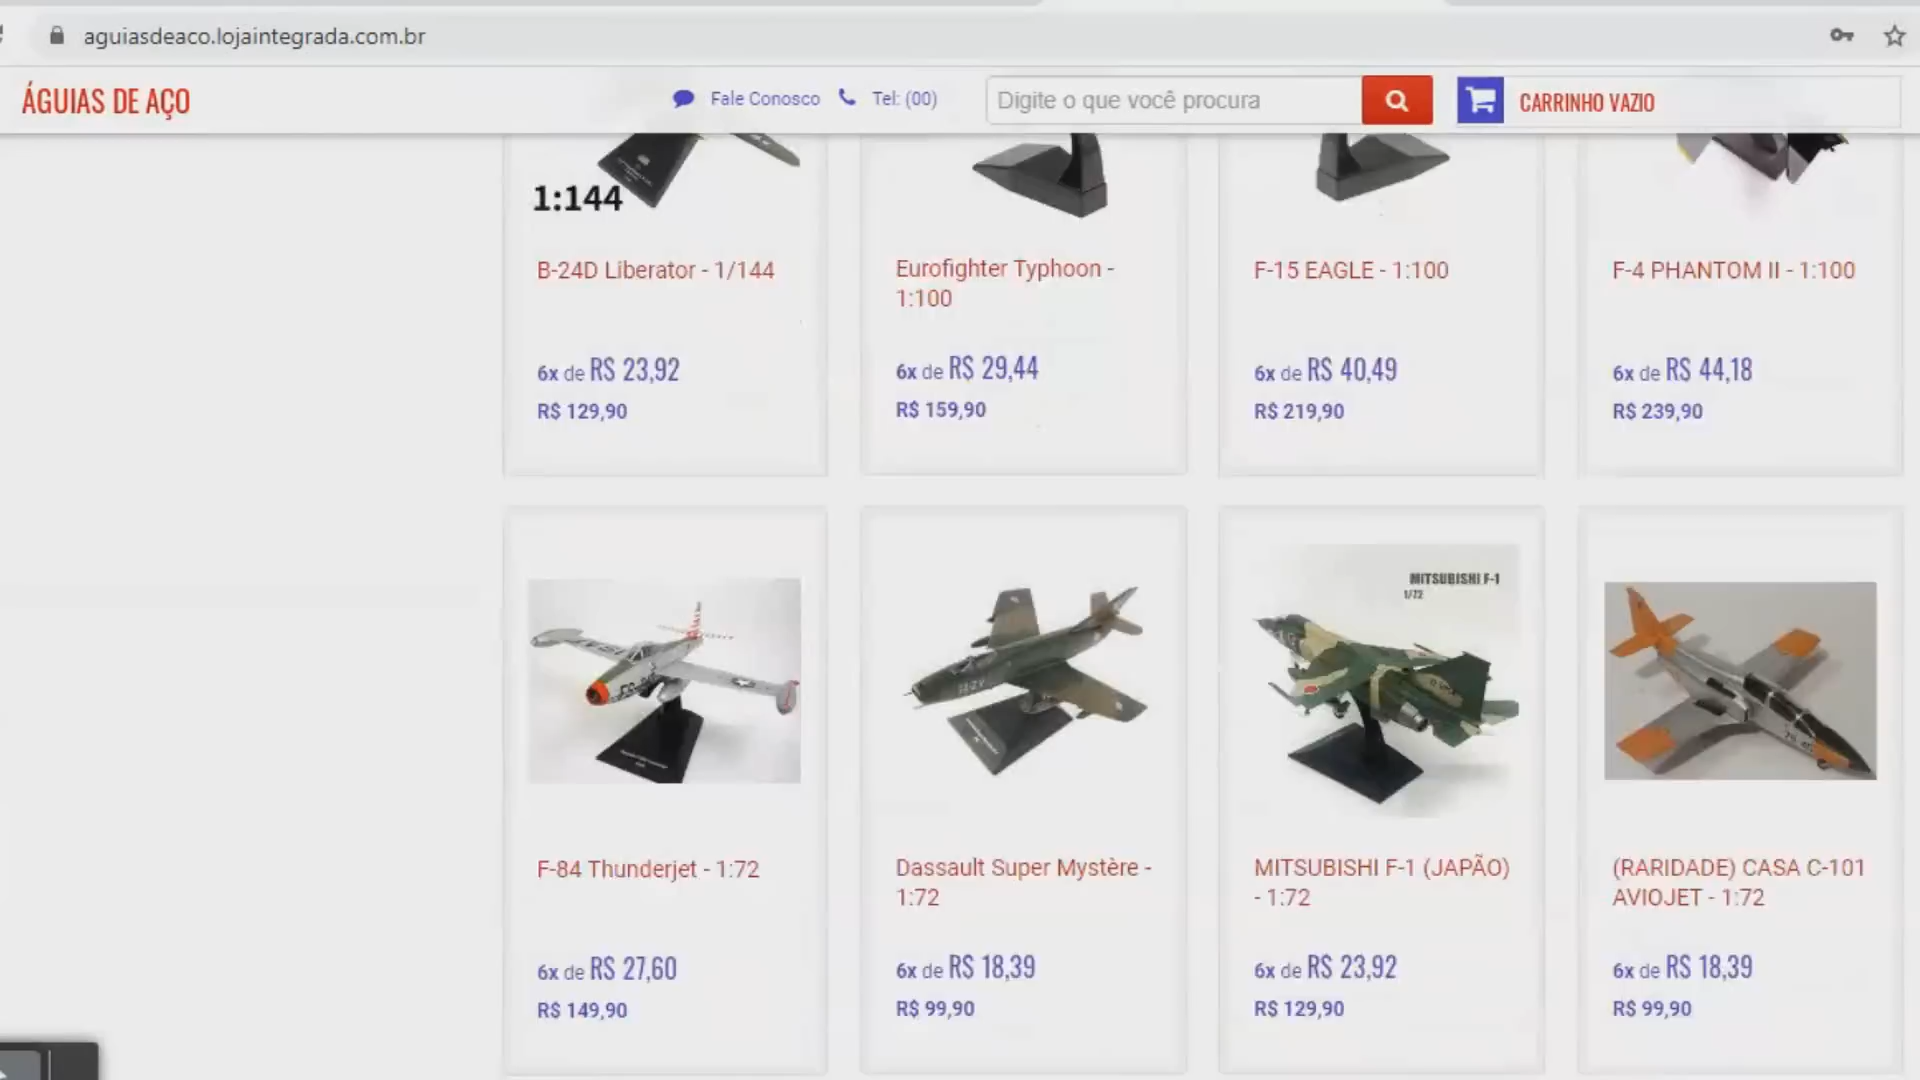 aguiasdeaco.lojaintegrada.com.br
ÁGUIAS DE AÇO
Fale Conosco
Tel: (00)
Digite o que você procura
CARRINHO VAZIO
1:144
B-24D Liberator - 1/144
6x de R$ 23,92
R$ 129,90
Eurofighter Typhoon -
1:100
6x de R$ 29,44
R$ 159,90
F-15 EAGLE - 1:100
6x de R$ 40,49
R$ 219,90
F-4 PHANTOM II - 1:100
6x de R$ 44,18
R$ 239,90
F-84 Thunderjet - 1:72
6x de R$ 27,60
R$ 149,90
Dassault Super Mystère -
1:72
6x de R$ 18,39
R$ 99,90
MITSUBISHI F-1
1/72
MITSUBISHI F-1 (JAPÃO)
- 1:72
6x de R$ 23,92
R$ 129,90
(RARIDADE) CASA C-101
AVIOJET - 1:72
6x de R$ 18,39
R$ 99,90